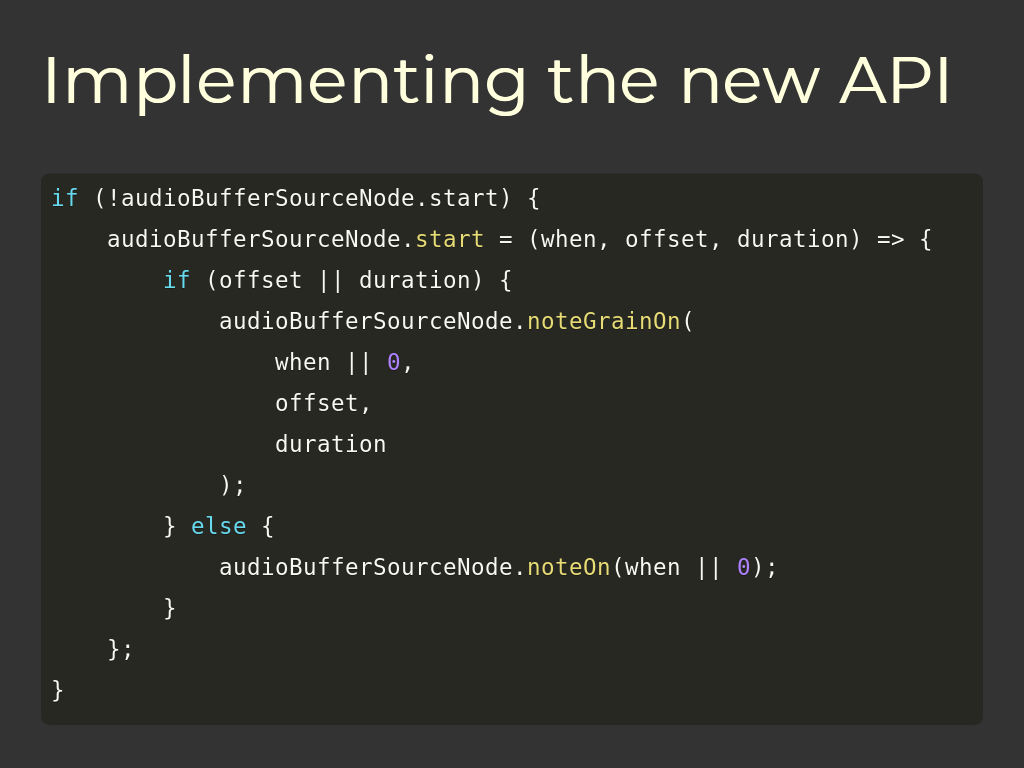 Implementing the new API
if (!audioBufferSourceNode.start) {
    audioBufferSourceNode.start = (when, offset, duration) => {
        if (offset || duration) {
            audioBufferSourceNode.noteGrainOn(
                when || 0,
                offset,
                duration
            );
        } else {
            audioBufferSourceNode.noteOn(when || 0);
        }
    };
}